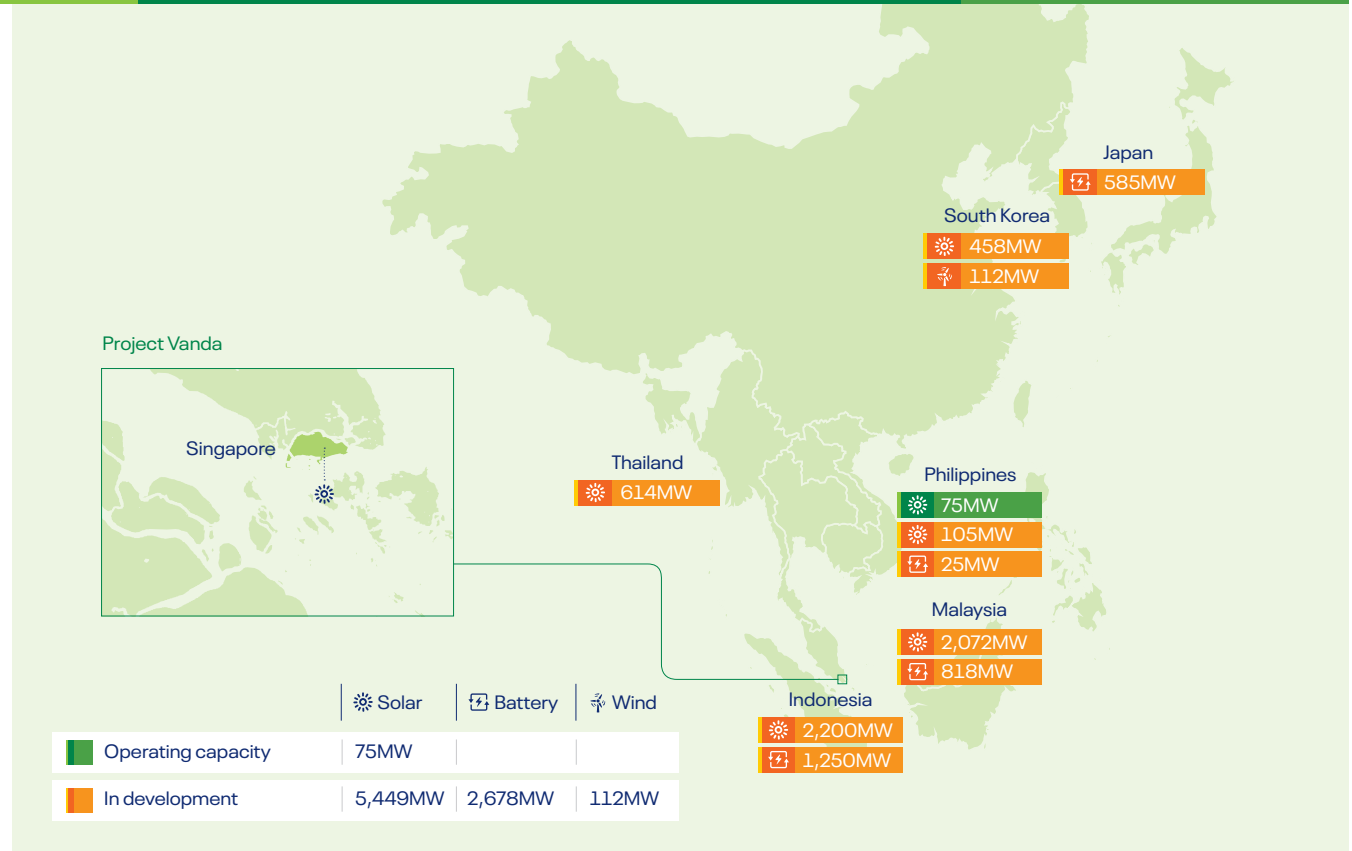 Japan
585MW
South Korea
458MW
112MW
Project Vanda
Singapore
Thailand
614MW
Philippines
75MW
105MW
25MW
Malaysia
2,072MW
818MW
Indonesia
2,200MW
1,250MW
Solar Battery Wind
Operating capacity 75MW
In development 5,449MW 2,678MW 112MW